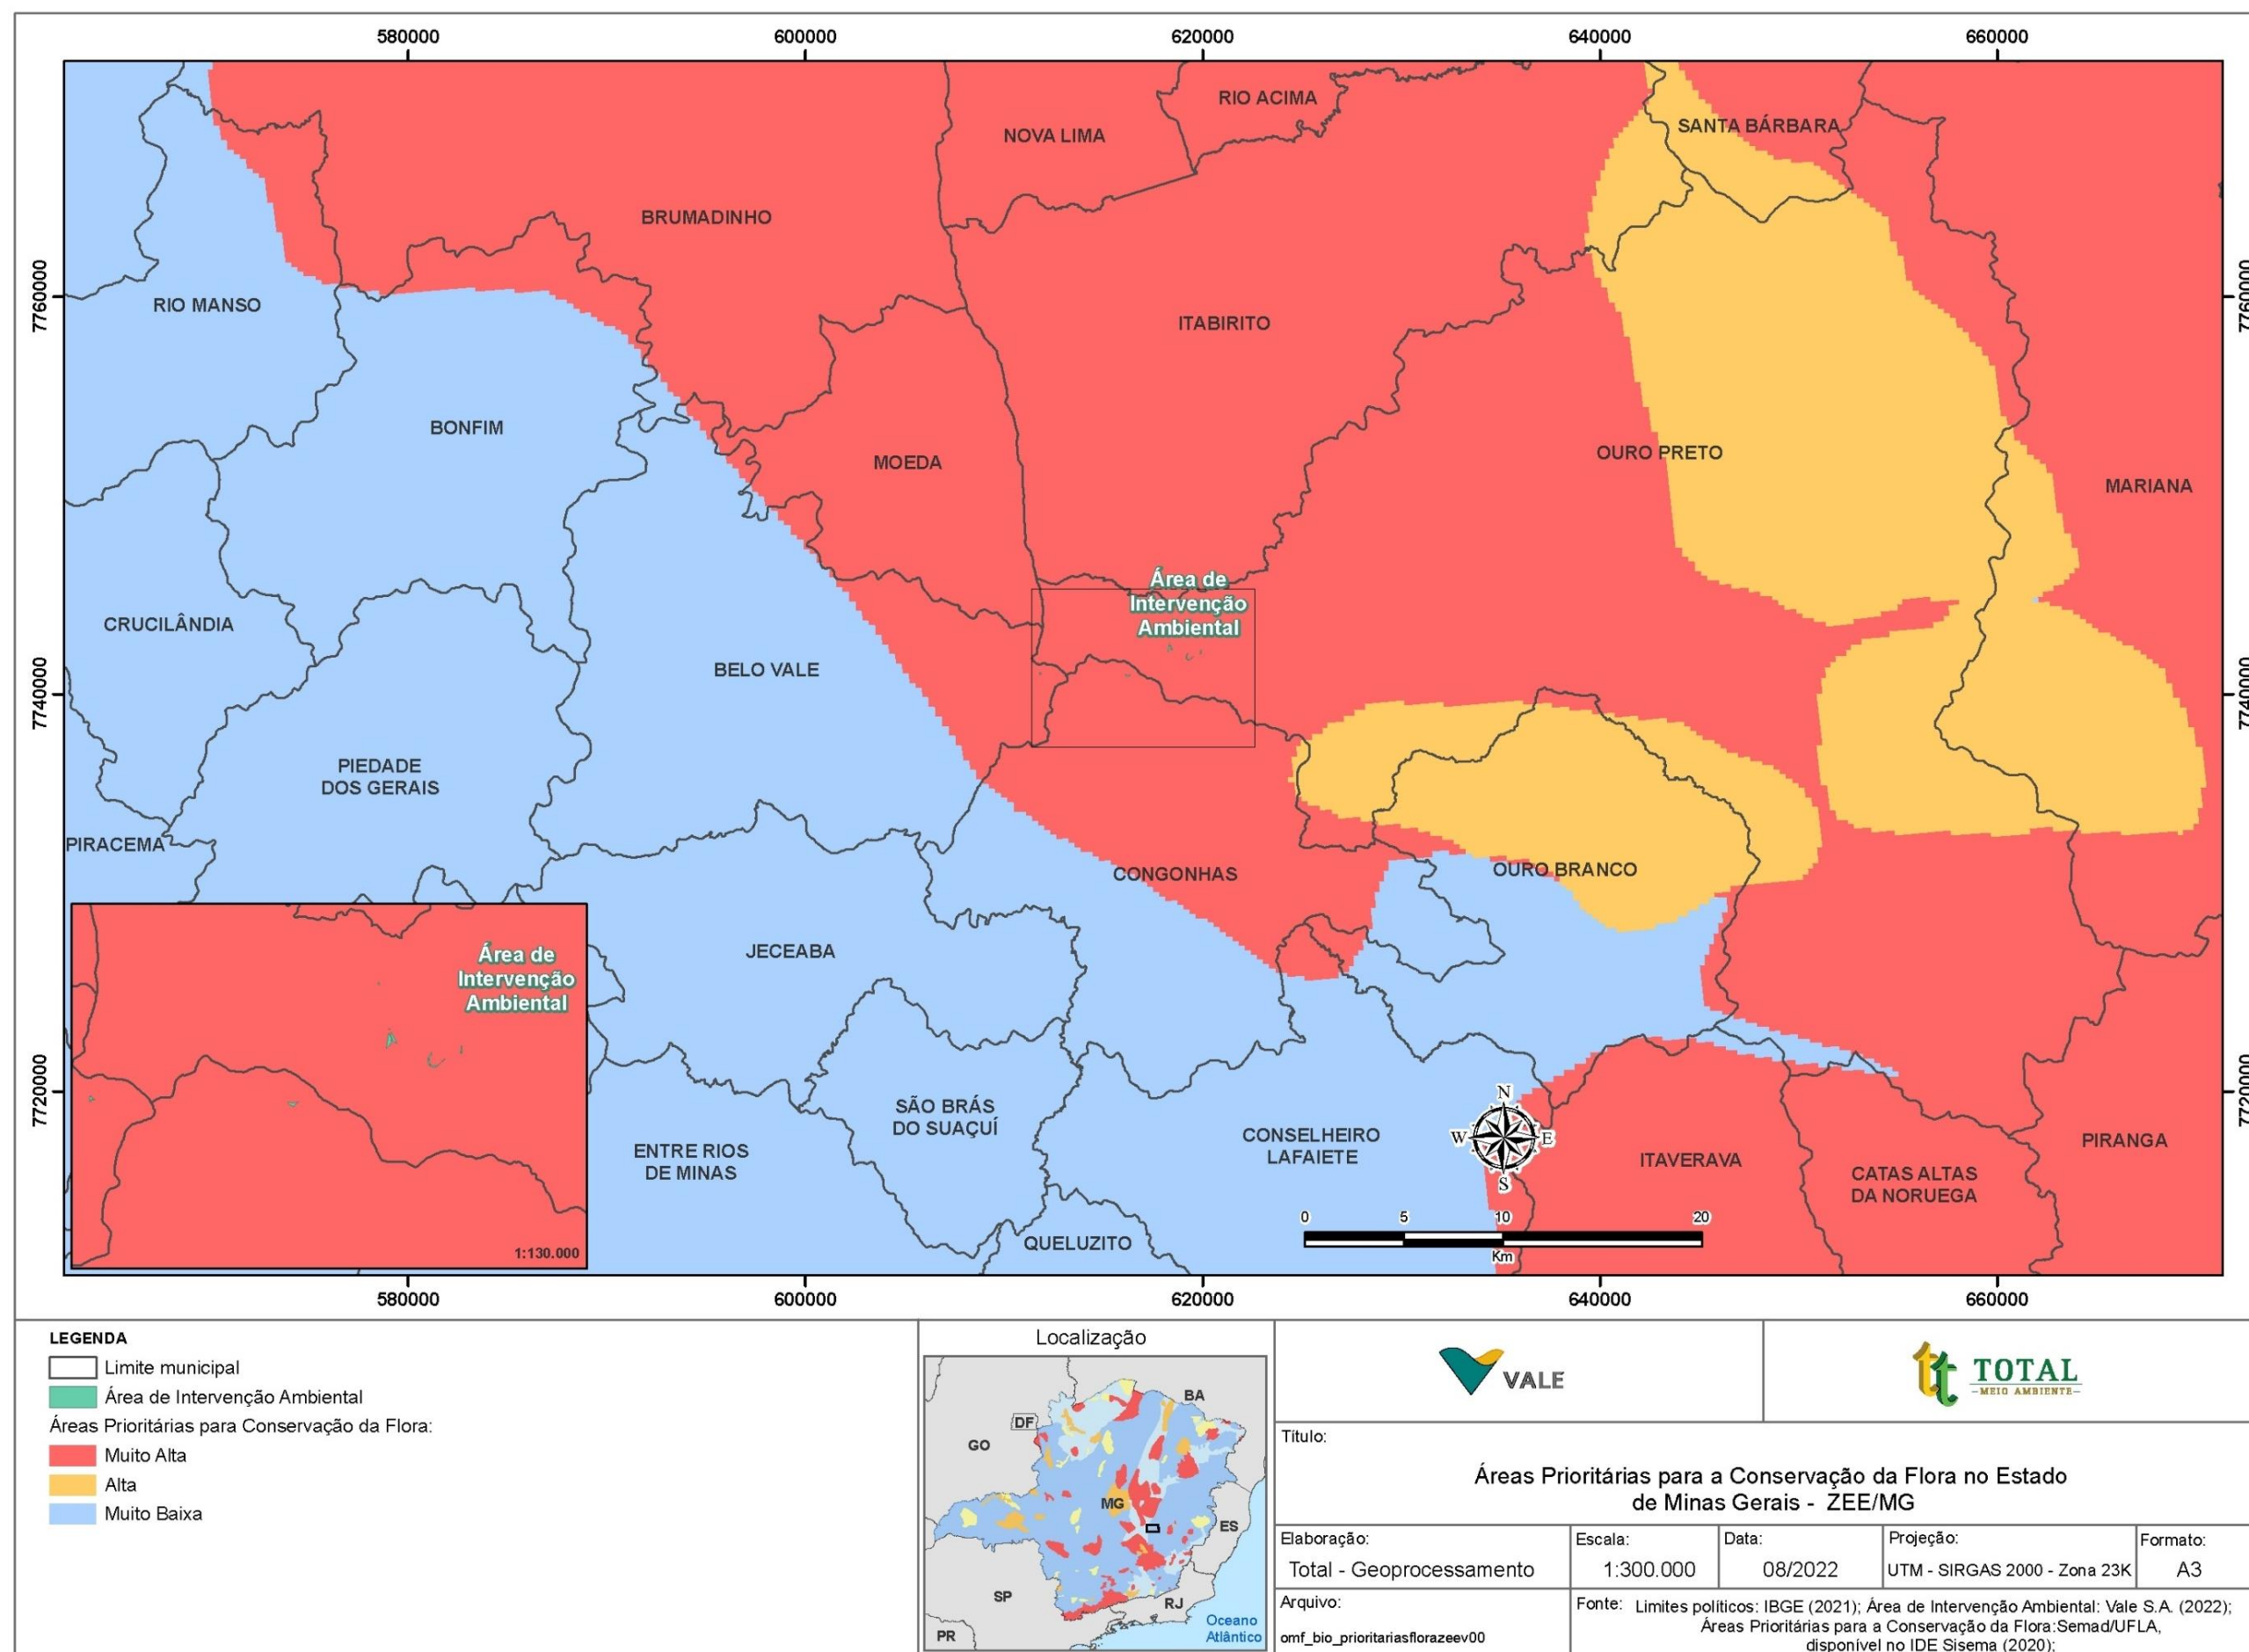 580000
600000
620000
640000
660000
RIO ACIMA
NOVA LIMA
SANTA BÁRBARA
BRUMADINHO
7760000
7760000
RIO MANSO
ITABIRITO
BONFIM
OURO PRETO
MOEDA
MARIANA
Área de
Intervenção
Ambiental
CRUCILÂNDIA
BELO VALE
7740000
7740000
PIEDADE
DOS GERAIS
PIRACEMA
CONGONHAS
OURO BRANCO
JECEABA
Área de
Intervenção
Ambiental
7720000
7720000
SÃO BRÁS
DO SUAÇUÍ
ENTRE RIOS
DE MINAS
CONSELHEIRO
LAFAIETE
N
W
E
S
ITAVERAVA
CATAS ALTAS
DA NORUEGA
PIRANGA
QUELUZITO
0
5
10
20
Km
1:130.000
580000
600000
620000
640000
660000
LEGENDA
Limite municipal
Área de Intervenção Ambiental
Áreas Prioritárias para Conservação da Flora:
Muito Alta
Alta
Muito Baixa
Localização
BA
DF
GO
MG
ES
SP
RJ
PR
Oceano
Atlântico
VALE
TOTAL
MEIO AMBIENTE
Título:
Áreas Prioritárias para a Conservação da Flora no Estado
de Minas Gerais - ZEE/MG
Elaboração:
Total - Geoprocessamento
Escala:
1:300.000
Data:
08/2022
Projeção:
UTM - SIRGAS 2000 - Zona 23K
Formato:
A3
Arquivo:
omf_bio_prioritariasflorazeev00
Fonte: Limites políticos: IBGE (2021); Área de Intervenção Ambiental: Vale S.A. (2022);
Áreas Prioritárias para a Conservação da Flora:Semad/UFLA,
disponível no IDE Sisema (2020);